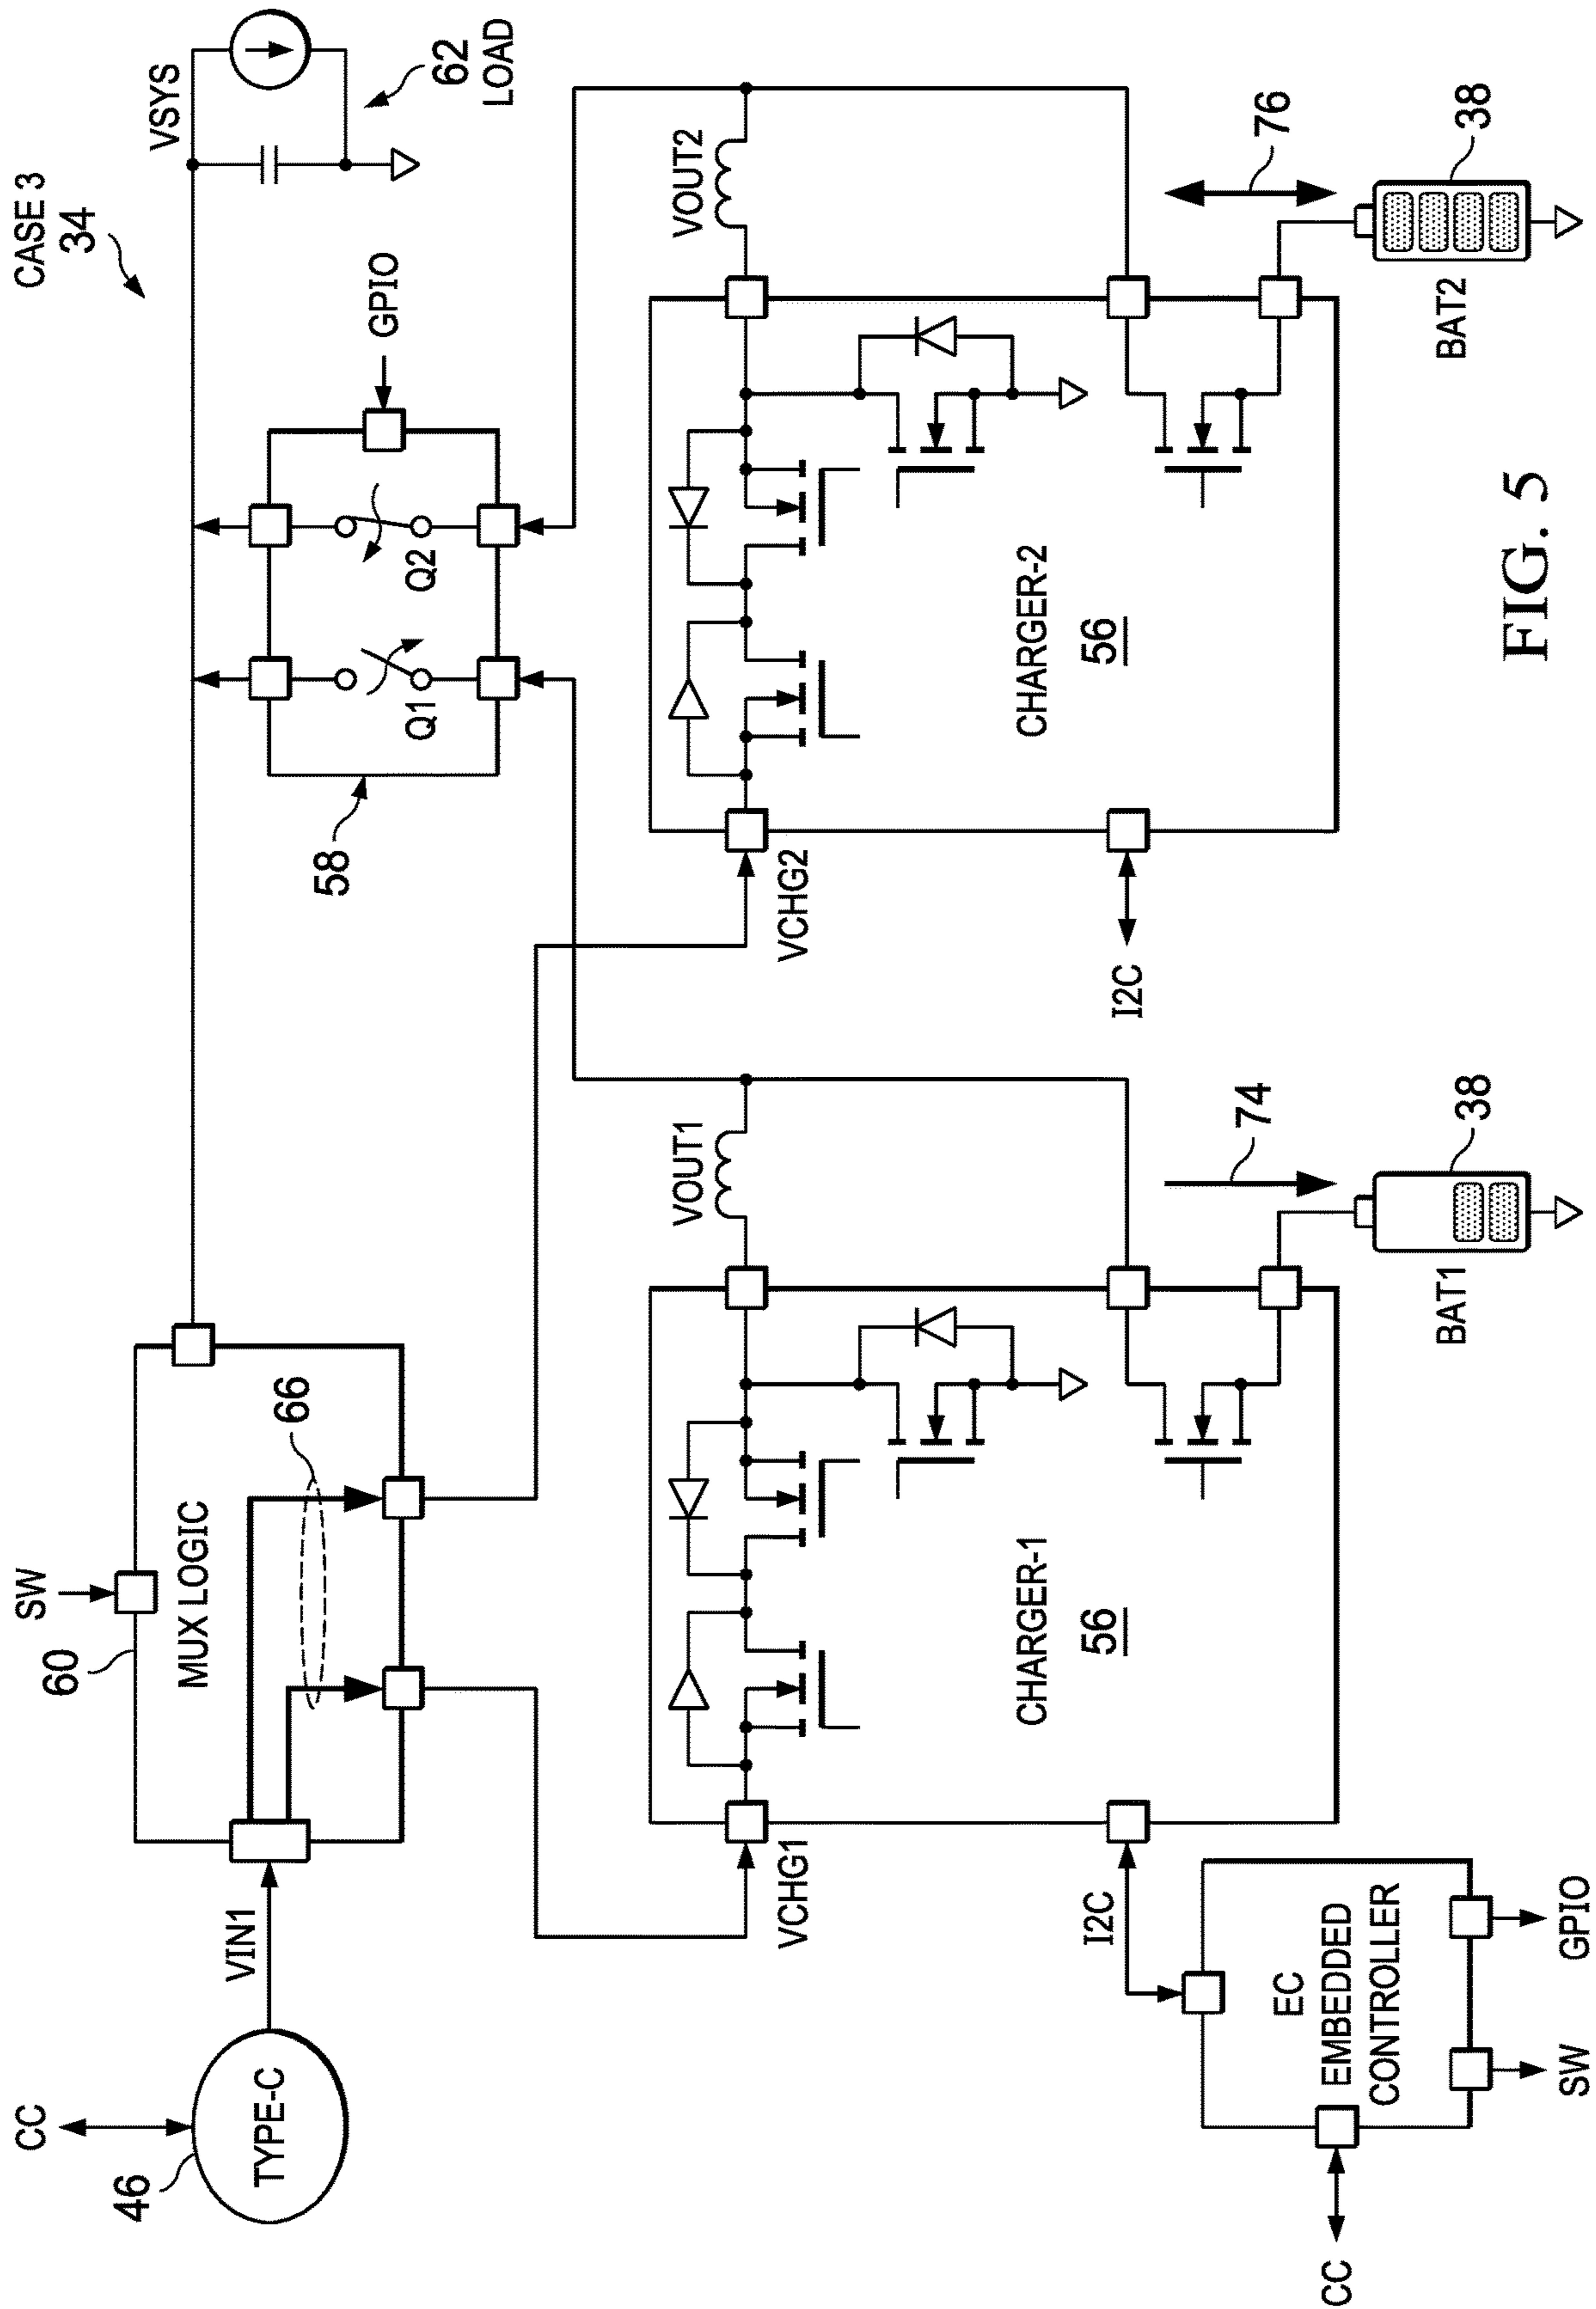 CASE 3
34
CC
46
TYPE-C
VIN1
60
SW
MUX LOGIC
66
VSYS
62
LOAD
58
Q1
Q2
GPIO
VCHG1
VOUT1
VCHG2
VOUT2
I2C
CHARGER-1
56
I2C
CHARGER-2
56
74
76
BAT1
38
BAT2
38
CC
EC
EMBEDDED
CONTROLLER
SW
GPIO
FIG. 5